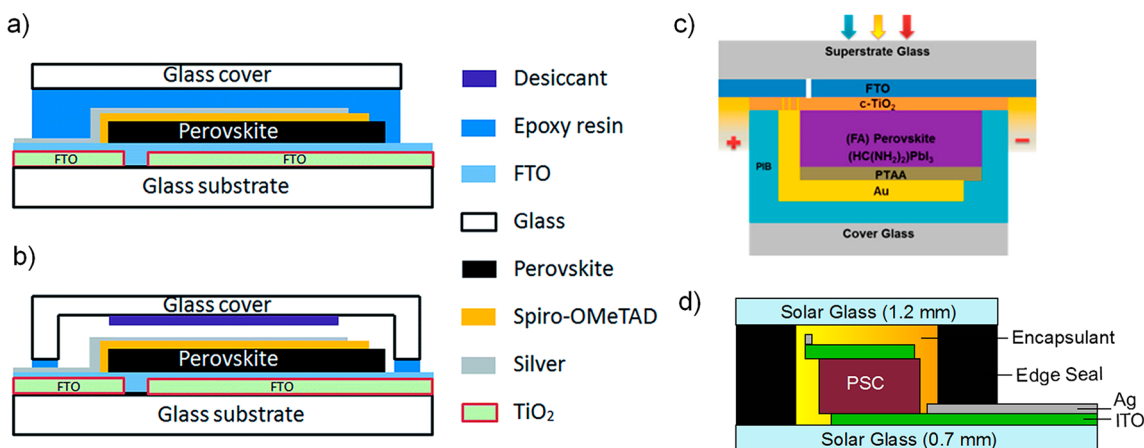 a)
Glass cover
Perovskite
FTO
FTO
Glass substrate
b)
Glass cover
Perovskite
FTO
FTO
Glass substrate
Desiccant
Epoxy resin
FTO
Glass
Perovskite
Spiro-OMeTAD
Silver
TiO₂
c)
Superstrate Glass
FTO
c-TiO₂
+
(FA) Perovskite
(HC(NH₂)₂)PbI₃
−
PIB
PTAA
Au
Cover Glass
d)
Solar Glass (1.2 mm)
Encapsulant
PSC
Edge Seal
Ag
ITO
Solar Glass (0.7 mm)